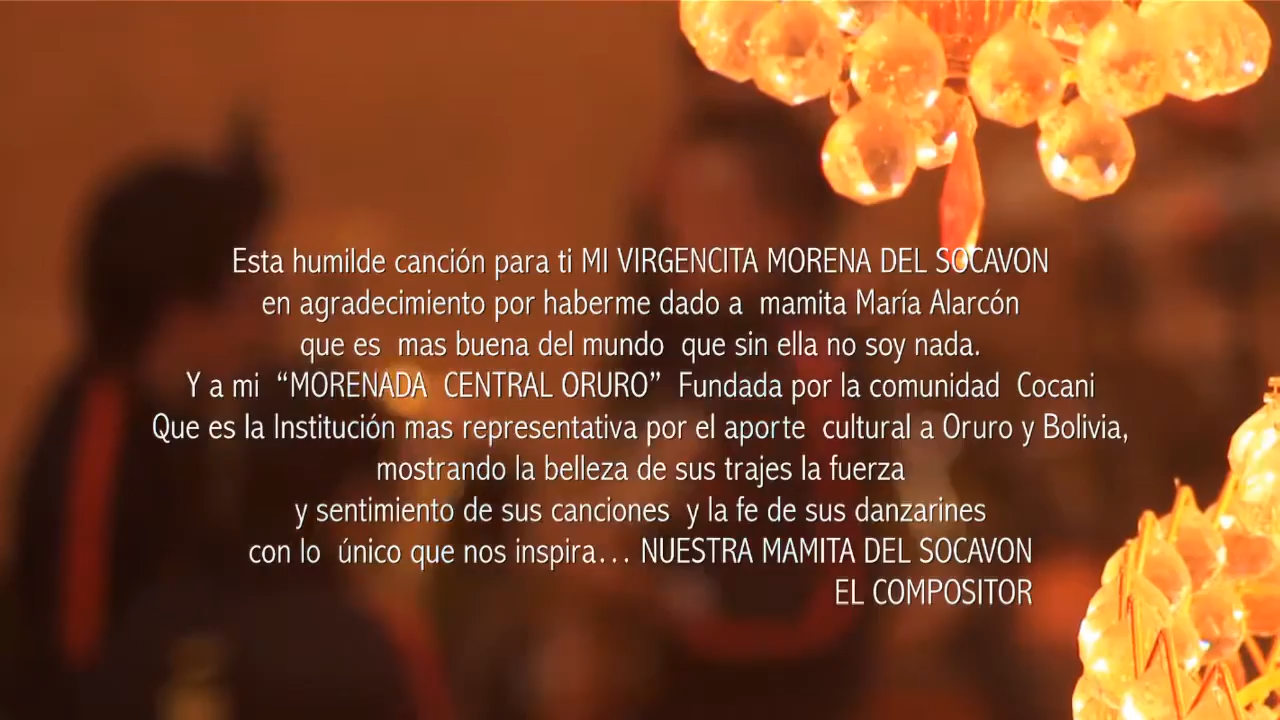 Esta humilde canción para ti MI VIRGENCITA MORENA DEL SOCAVON
en agradecimiento por haberme dado a mamita María Alarcón
que es mas buena del mundo que sin ella no soy nada.
Y a mi “MORENADA CENTRAL ORURO” Fundada por la comunidad Cocani
Que es la Institución mas representativa por el aporte cultural a Oruro y Bolivia,
mostrando la belleza de sus trajes la fuerza
y sentimiento de sus canciones y la fe de sus danzarines
con lo único que nos inspira... NUESTRA MAMITA DEL SOCAVON
EL COMPOSITOR